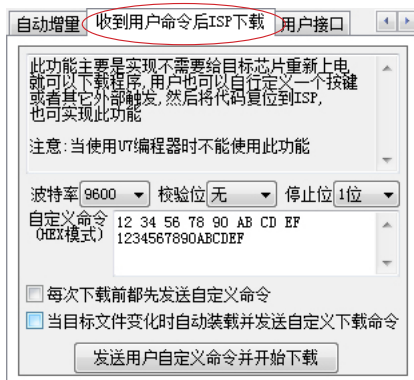 自动增量 收到用户命令后ISP下载 用户接口
此功能主要是实现不需要给目标芯片重新上电,
就可以下载程序,用户也可以自行定义一个按键
或者其它外部触发,然后将代码复位到ISP,
也可实现此功能
注意:当使用U7编程器时不能使用此功能
波特率 9600 校验位 无 停止位 1位
自定义命令 12 34 56 78 90 AB CD EF
(HEX模式) 1234567890ABCDEF
每次下载前都先发送自定义命令
当目标文件变化时自动装载并发送自定义下载命令
发送用户自定义命令并开始下载